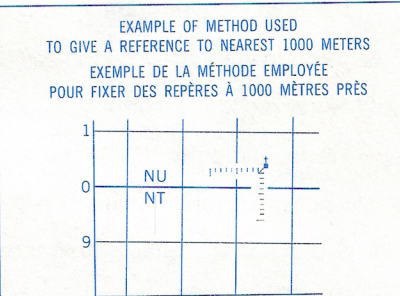 EXAMPLE OF METHOD USED
TO GIVE A REFERENCE TO NEAREST 1000 METERS
EXEMPLE DE LA MÉTHODE EMPLOYÉE
POUR FIXER DES REPÈRES À 1000 MÈTRES PRÈS
1
NU
0
NT
9